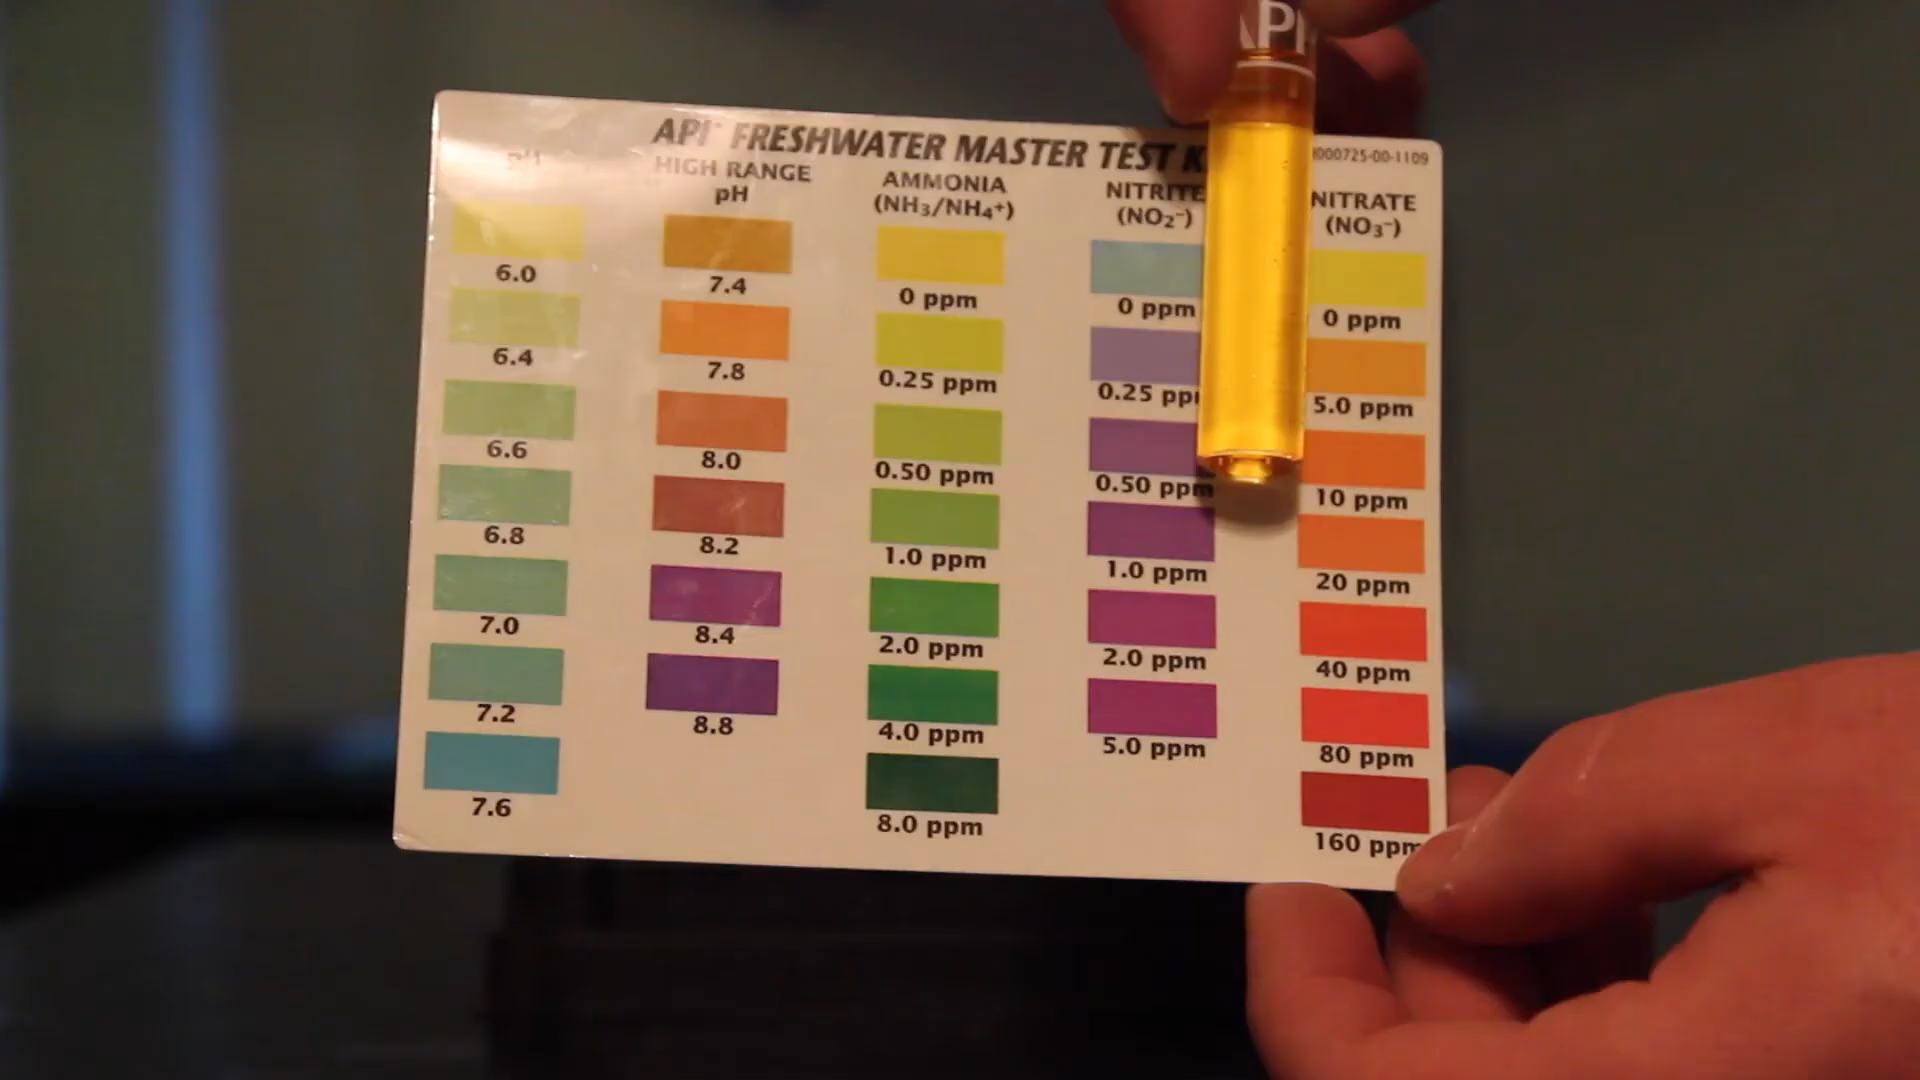 API
API™ FRESHWATER MASTER TEST K
000725-00-1109
pH
6.0
6.4
6.6
6.8
7.0
7.2
7.6
HIGH RANGE
pH
7.4
7.8
8.0
8.2
8.4
8.8
AMMONIA
(NH₃/NH₄⁺)
0 ppm
0.25 ppm
0.50 ppm
1.0 ppm
2.0 ppm
4.0 ppm
8.0 ppm
NITRITE
(NO₂⁻)
0 ppm
0.25 ppm
0.50 ppm
1.0 ppm
2.0 ppm
5.0 ppm
NITRATE
(NO₃⁻)
0 ppm
5.0 ppm
10 ppm
20 ppm
40 ppm
80 ppm
160 ppm